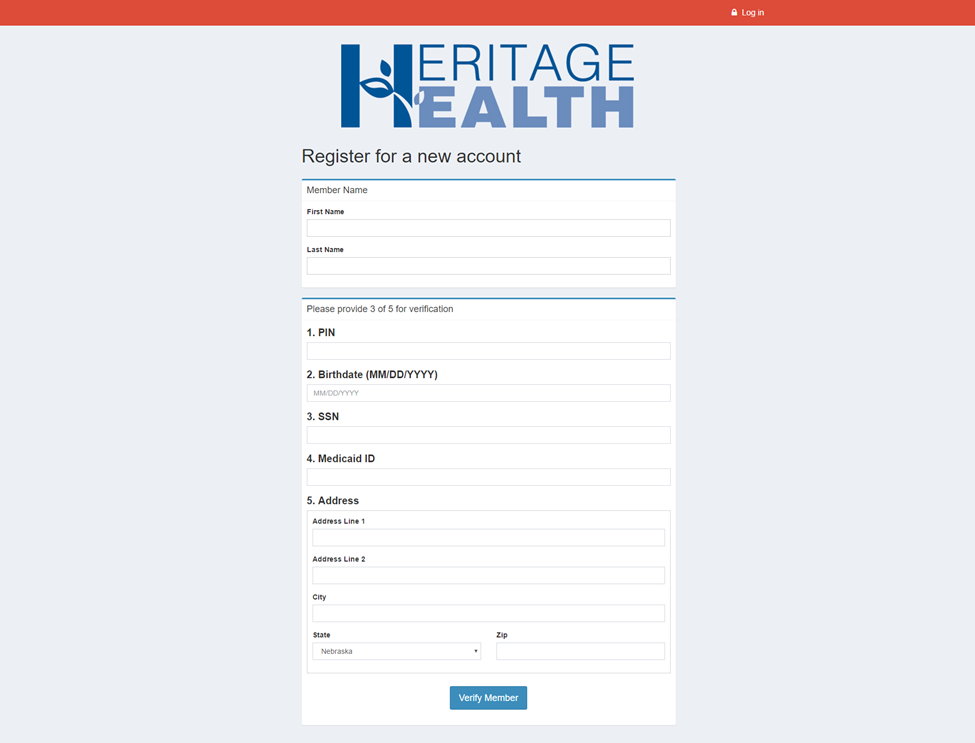 Log in
HERITAGE
HEALTH
Register for a new account
Member Name
First Name
Last Name
Please provide 3 of 5 for verification
1. PIN
2. Birthdate (MM/DD/YYYY)
MM/DD/YYYY
3. SSN
4. Medicaid ID
5. Address
Address Line 1
Address Line 2
City
State Zip
Nebraska
Verify Member